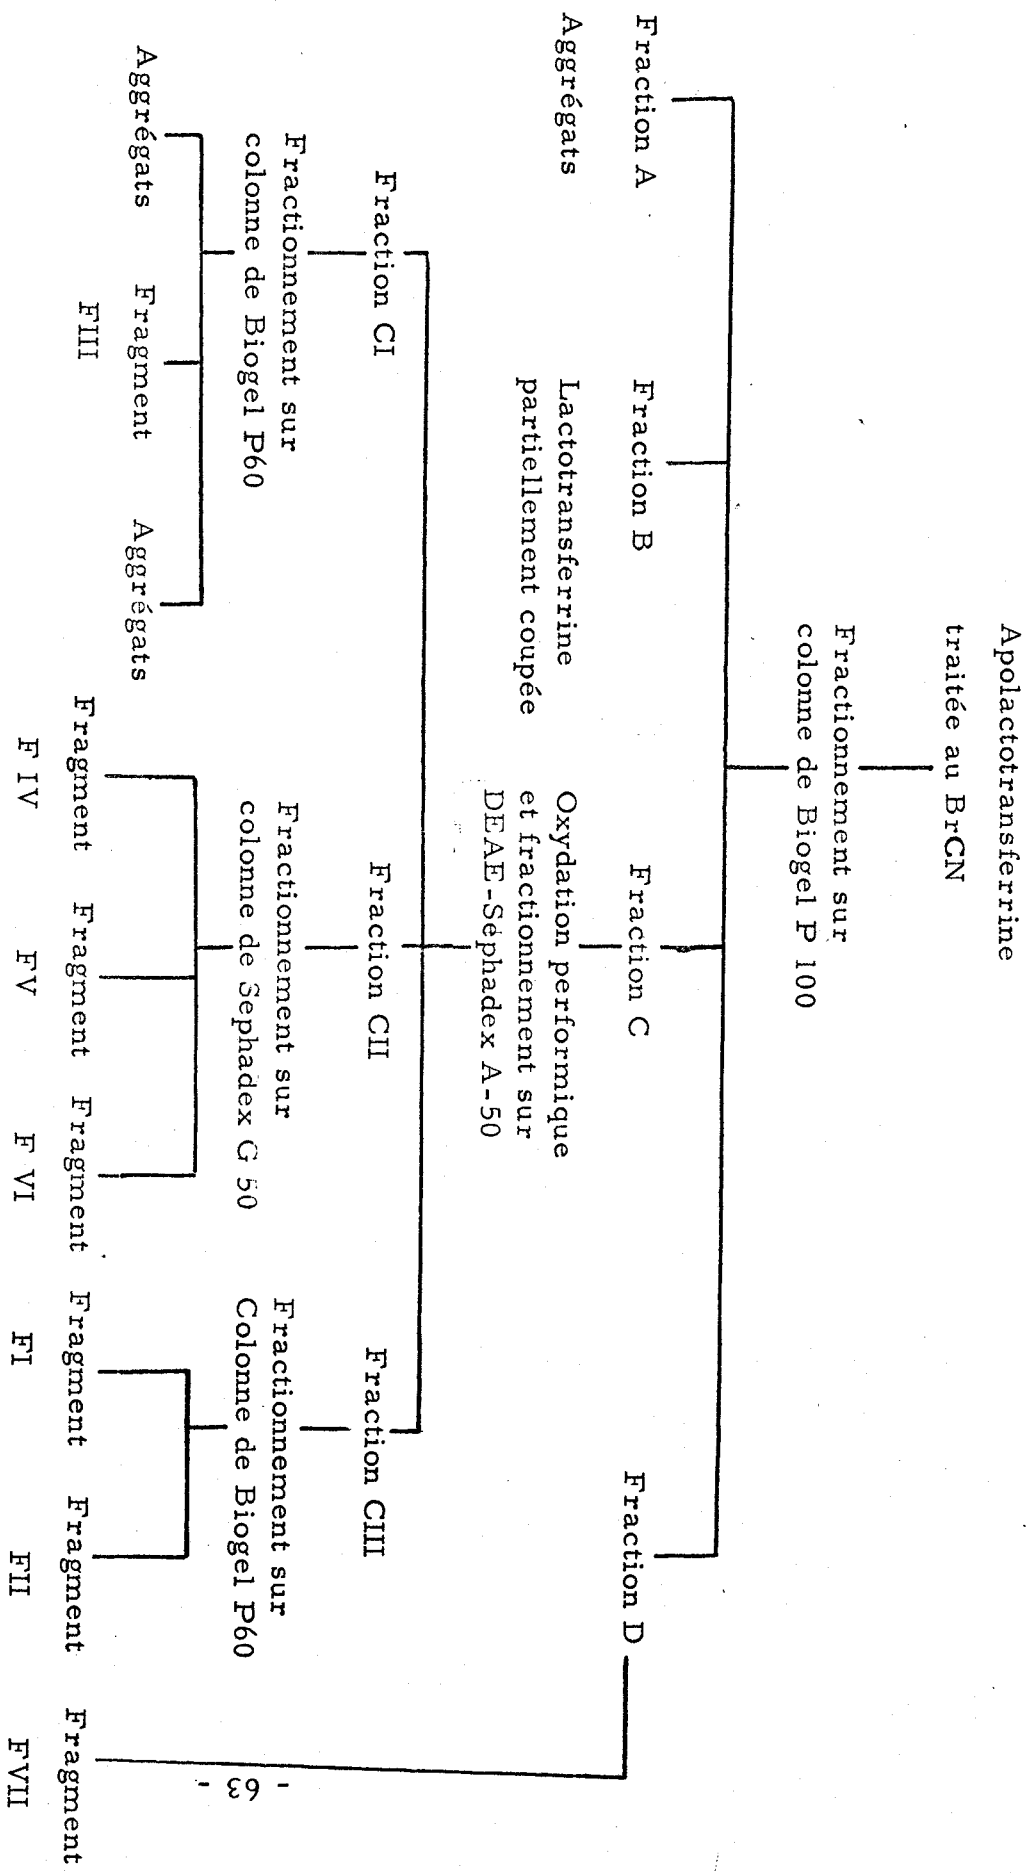 Apolactotransferrine
traitée au BrCN
Fractionnement sur
colonne de Biogel P 100
Fraction A
Aggrégats
Fraction B
Lactotransferrine
partiellement coupée
Fraction C
Oxydation performique
et fractionnement sur
DEAE-Séphadex A-50
Fraction D
Fraction CI
Fractionnement sur
colonne de Biogel P60
Fraction CII
Fractionnement sur
colonne de Sephadex G 50
Fraction CIII
Fractionnement sur
Colonne de Biogel P60
Aggrégats
Fragment
FIII
Aggrégats
Fragment
F IV
Fragment
FV
Fragment
F VI
Fragment
FI
Fragment
FII
Fragment
FVII
- 63 -